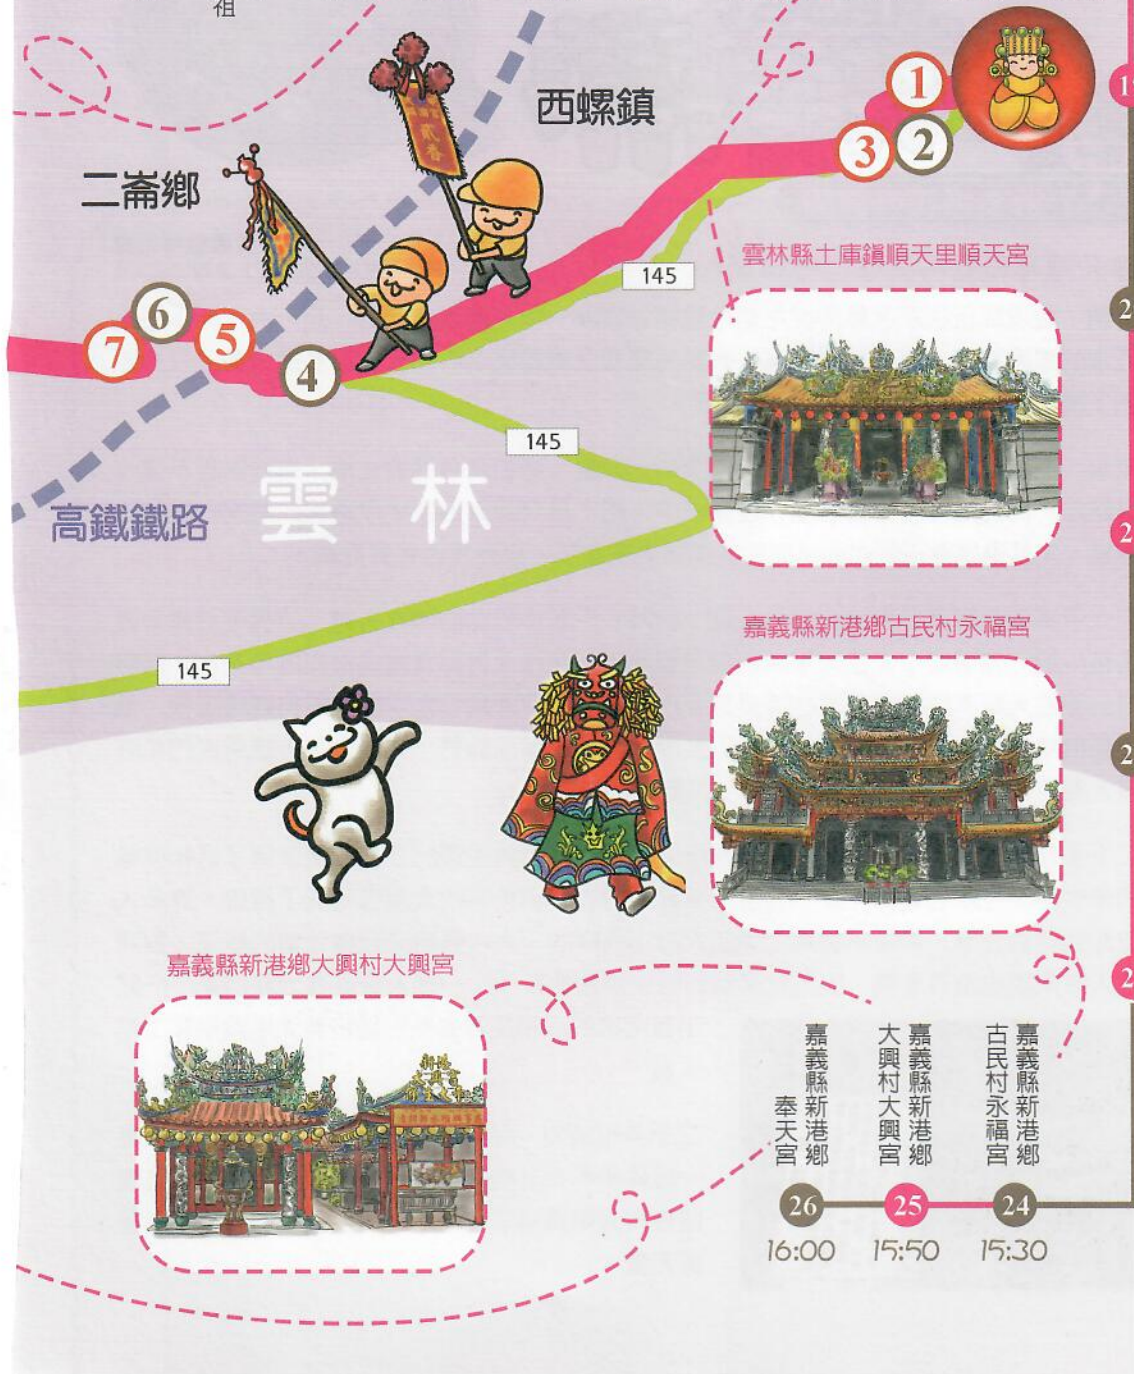 祖
西螺鎮
1
3
2
二崙鄉
145
雲林縣土庫鎮順天里順天宮
6
7
5
4
145
雲林
高鐵鐵路
145
嘉義縣新港鄉古民村永福宮
嘉義縣新港鄉大興村大興宮
嘉義縣新港鄉
古民村永福宮
24
15:30
嘉義縣新港鄉
大興村大興宮
25
15:50
嘉義縣新港鄉
奉天宮
26
16:00